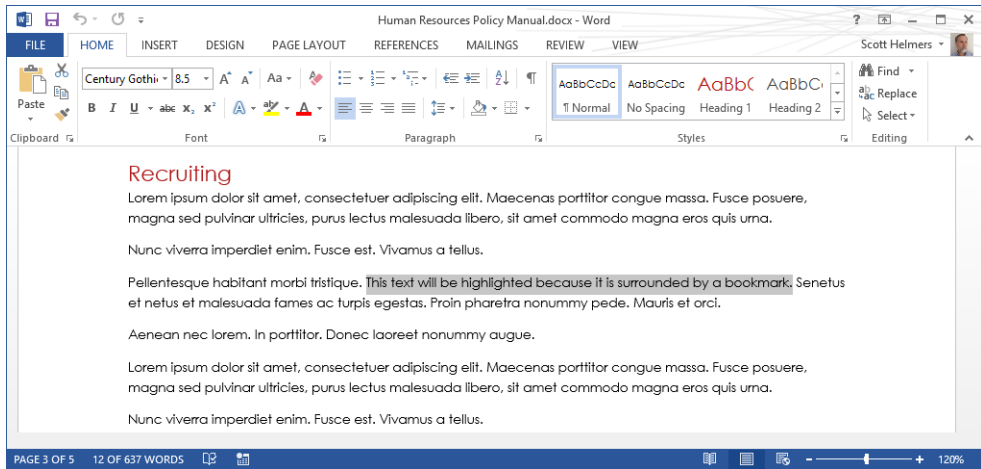 Human Resources Policy Manual.docx - Word
FILE HOME INSERT DESIGN PAGE LAYOUT REFERENCES MAILINGS REVIEW VIEW Scott Helmers
Century Gothi 8.5 Aa Find
Paste Replace
B I U abc X₂ X² A A Select
AaBbCcDc AaBbCcDc AaBb( AaBbC
¶ Normal No Spacing Heading 1 Heading 2
Clipboard Font Paragraph Styles Editing
Recruiting
Lorem ipsum dolor sit amet, consectetuer adipiscing elit. Maecenas porttitor congue massa. Fusce posuere,
magna sed pulvinar ultricies, purus lectus malesuada libero, sit amet commodo magna eros quis urna.
Nunc viverra imperdiet enim. Fusce est. Vivamus a tellus.
Pellentesque habitant morbi tristique. This text will be highlighted because it is surrounded by a bookmark. Senetus
et netus et malesuada fames ac turpis egestas. Proin pharetra nonummy pede. Mauris et orci.
Aenean nec lorem. In porttitor. Donec laoreet nonummy augue.
Lorem ipsum dolor sit amet, consectetuer adipiscing elit. Maecenas porttitor congue massa. Fusce posuere,
magna sed pulvinar ultricies, purus lectus malesuada libero, sit amet commodo magna eros quis urna.
Nunc viverra imperdiet enim. Fusce est. Vivamus a tellus.
PAGE 3 OF 5 12 OF 637 WORDS 120%